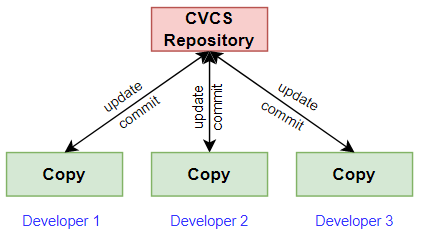 CVCS
Repository
update
commit
update
commit
update
commit
Copy
Copy
Copy
Developer 1
Developer 2
Developer 3